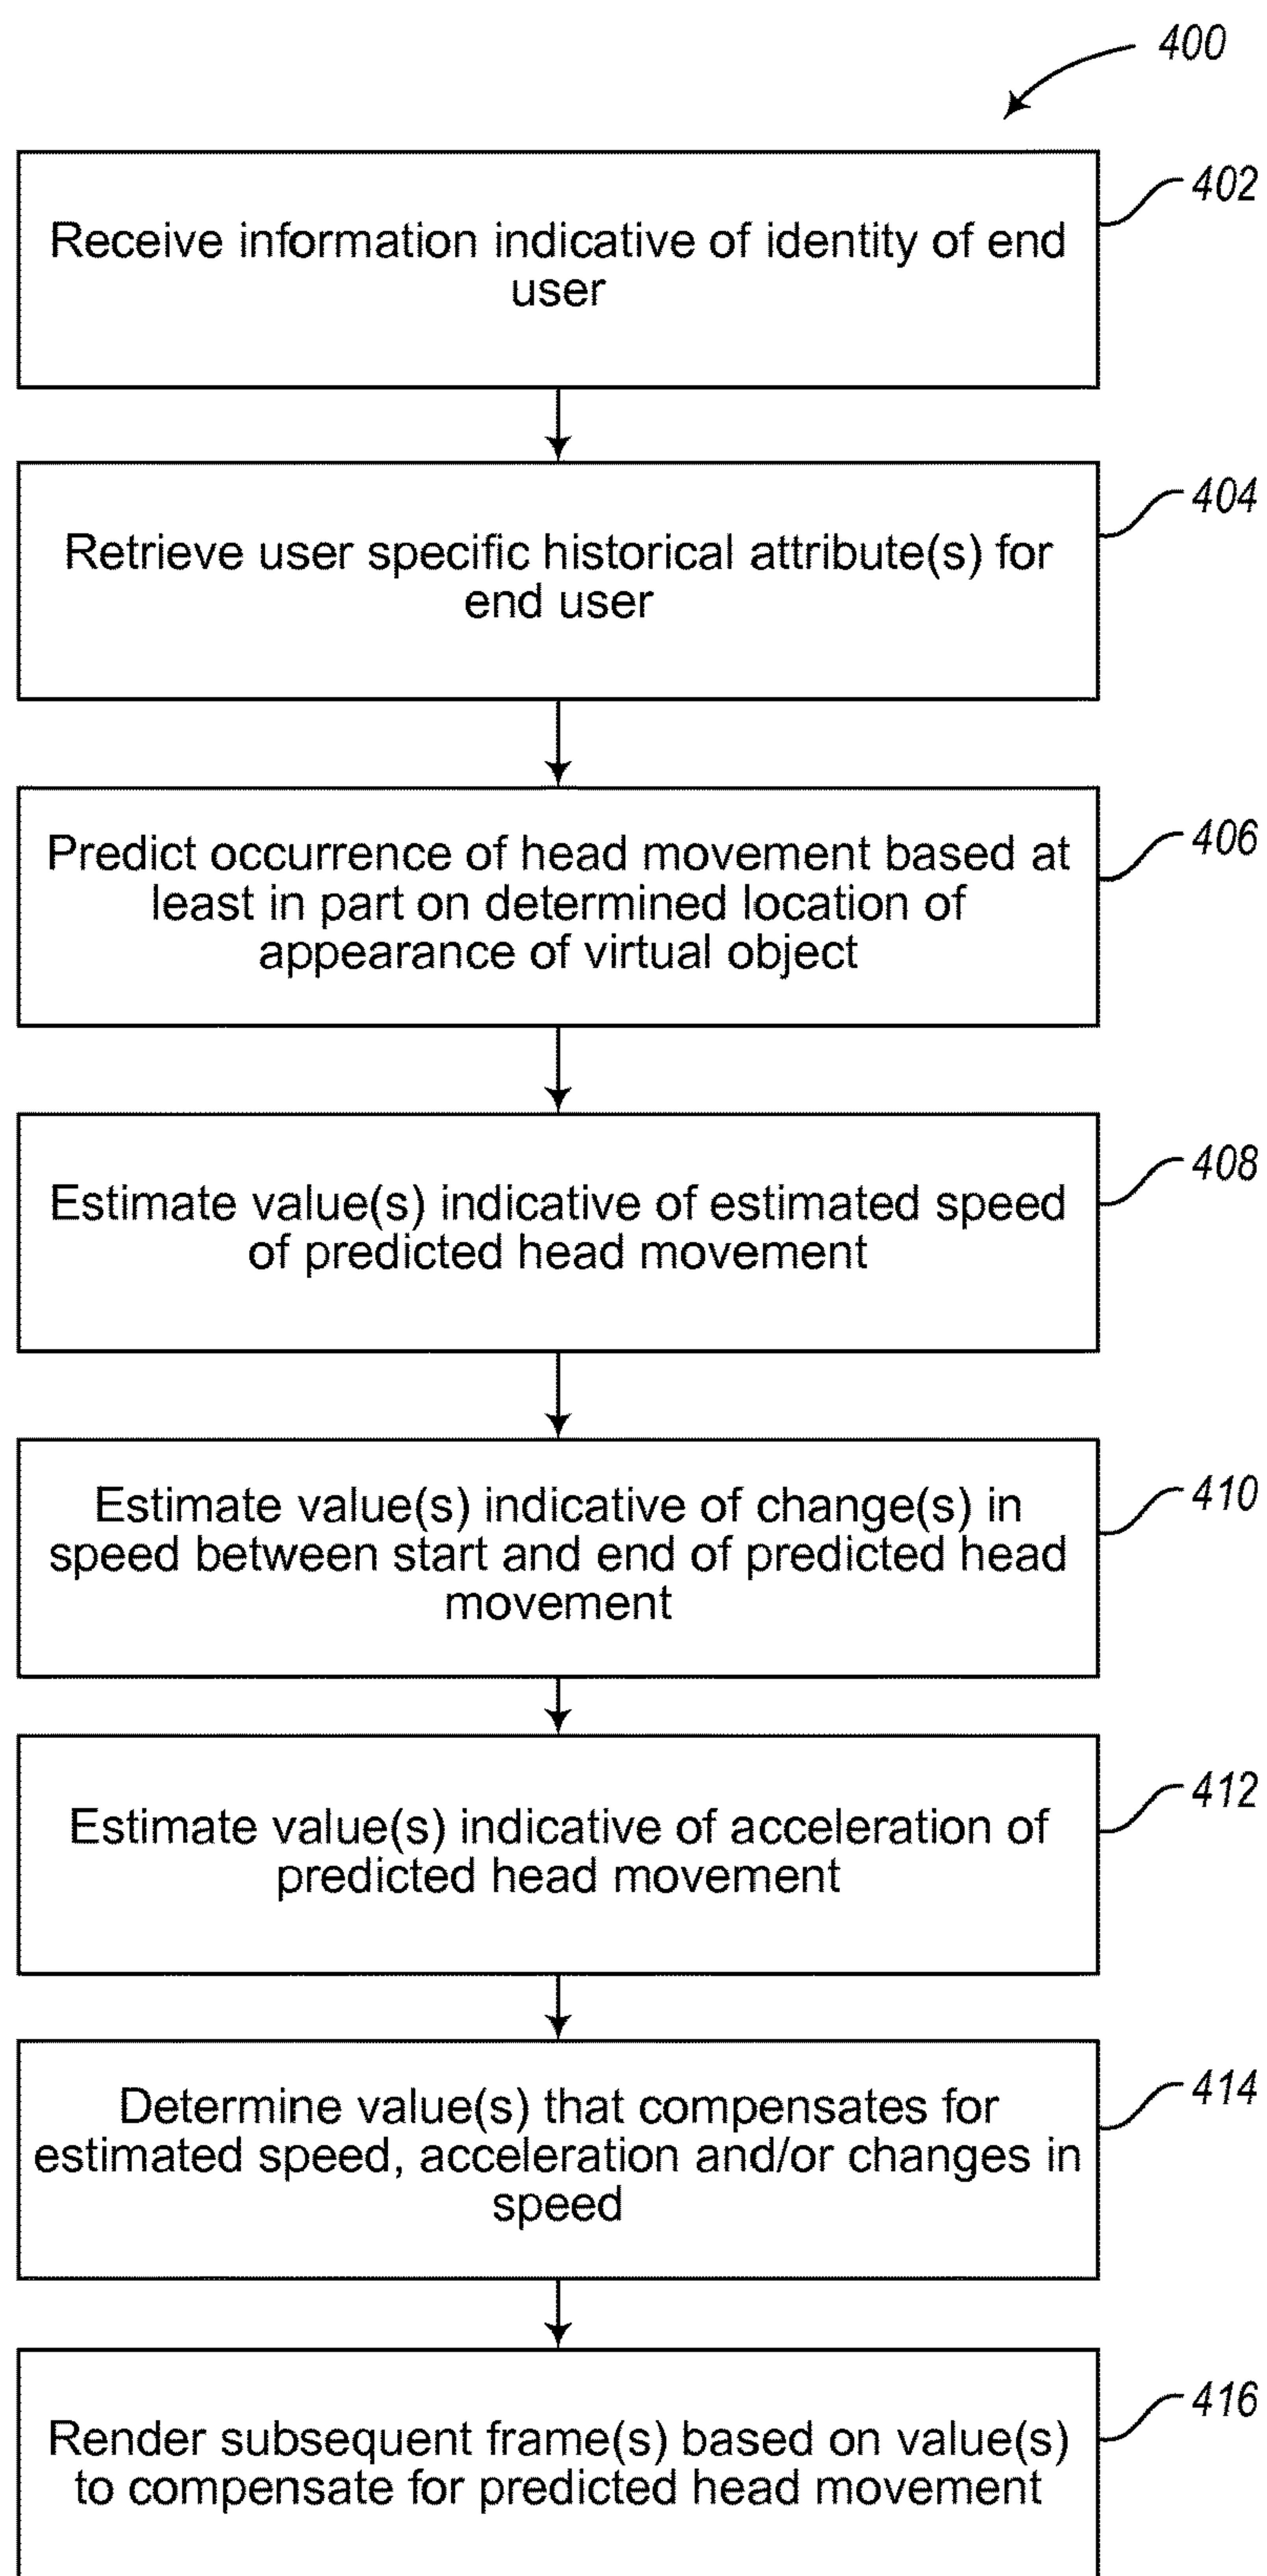 400
402
Receive information indicative of identity of end
user
404
Retrieve user specific historical attribute(s) for
end user
406
Predict occurrence of head movement based at
least in part on determined location of
appearance of virtual object
408
Estimate value(s) indicative of estimated speed
of predicted head movement
410
Estimate value(s) indicative of change(s) in
speed between start and end of predicted head
movement
412
Estimate value(s) indicative of acceleration of
predicted head movement
414
Determine value(s) that compensates for
estimated speed, acceleration and/or changes in
speed
416
Render subsequent frame(s) based on value(s)
to compensate for predicted head movement